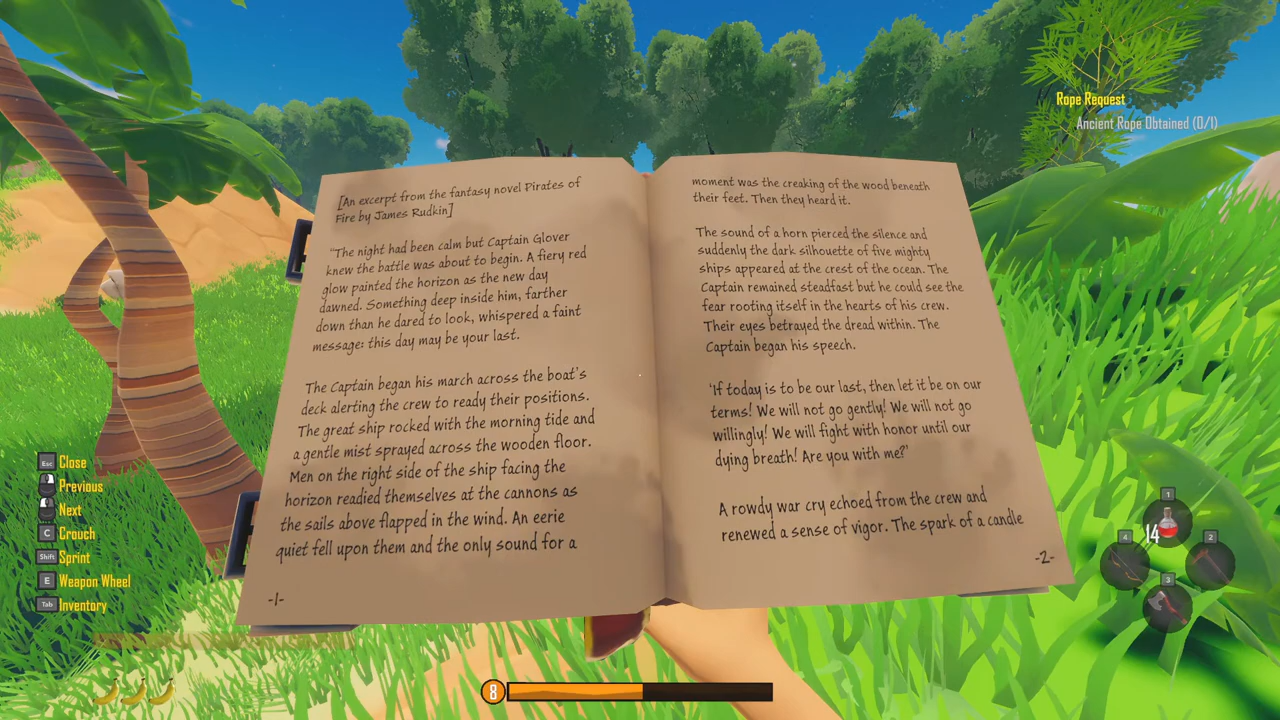 Rope Request
Ancient Rope Obtained (0/1)
[An excerpt from the fantasy novel Pirates of
Fire by James Rudkin]
"The night had been calm but Captain Glover
knew the battle was about to begin. A fiery red
glow painted the horizon as the new day
dawned. Something deep inside him, farther
down than he dared to look, whispered a faint
message: this day may be your last.
The Captain began his march across the boat's
deck alerting the crew to ready their positions.
The great ship rocked with the morning tide and
a gentle mist sprayed across the wooden floor.
Men on the right side of the ship facing the
horizon readied themselves at the cannons as
the sails above flapped in the wind. An eerie
quiet fell upon them and the only sound for a
-1-
moment was the creaking of the wood beneath
their feet. Then they heard it.
The sound of a horn pierced the silence and
suddenly the dark silhouette of five mighty
ships appeared at the crest of the ocean. The
Captain remained steadfast but he could see the
fear rooting itself in the hearts of his crew.
Their eyes betrayed the dread within. The
Captain began his speech.
'If today is to be our last, then let it be on our
terms! We will not go gently! We will not go
willingly! We will fight with honor until our
dying breath! Are you with me?'
A rowdy war cry echoed from the crew and
renewed a sense of vigor. The spark of a candle
-2-
Esc Close
Previous
Next
C Crouch
Shift Sprint
E Weapon Wheel
Tab Inventory
1
14
4
2
3
8